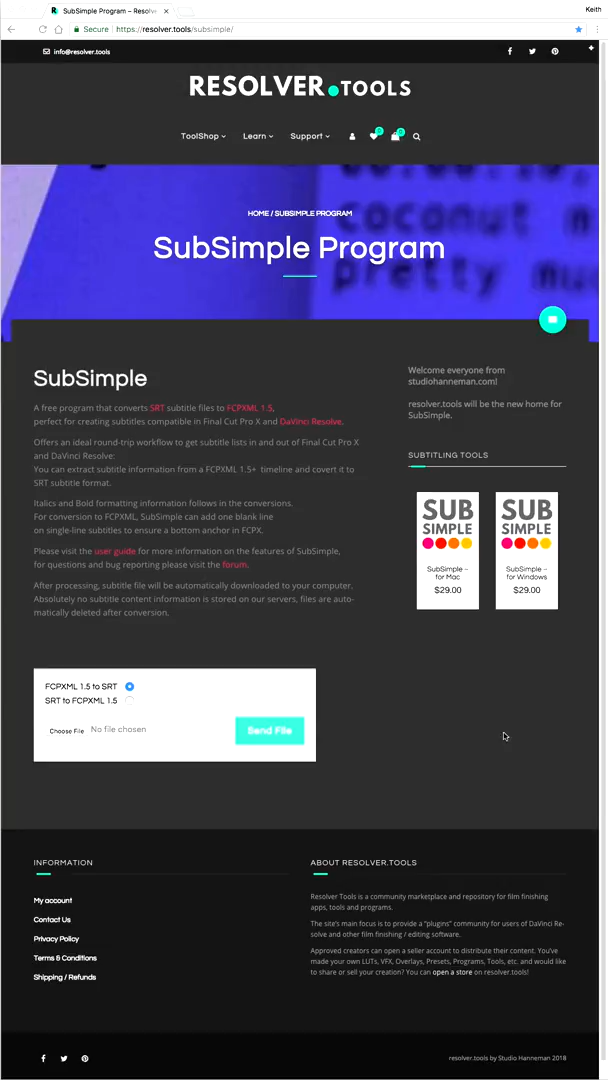 SubSimple Program – Resolv
Keith
Secure
https://resolver.tools/subsimple/
info@resolver.tools
RESOLVER.TOOLS
ToolShop
Learn
Support
0
0
coconut
pretty mu
HOME / SUBSIMPLE PROGRAM
SubSimple Program
SubSimple
A free program that converts SRT subtitle files to FCPXML 1.5,
perfect for creating subtitles compatible in Final Cut Pro X and DaVinci Resolve.
Offers an ideal round-trip workflow to get subtitle lists in and out of Final Cut Pro X
and DaVinci Resolve:
You can extract subtitle information from a FCPXML 1.5+ timeline and covert it to
SRT subtitle format.
Italics and Bold formatting information follows in the conversions.
For conversion to FCPXML, SubSimple can add one blank line
on single-line subtitles to ensure a bottom anchor in FCPX.
Please visit the user guide for more information on the features of SubSimple,
for questions and bug reporting please visit the forum.
After processing, subtitle file will be automatically downloaded to your computer.
Absolutely no subtitle content information is stored on our servers, files are auto-
matically deleted after conversion.
Welcome everyone from
studiohanneman.com!
resolver.tools will be the new home for
SubSimple.
SUBTITLING TOOLS
SUB
SIMPLE
SubSimple –
for Mac
$29.00
SUB
SIMPLE
SubSimple –
for Windows
$29.00
FCPXML 1.5 to SRT
SRT to FCPXML 1.5
Choose File No file chosen
Send File
INFORMATION
My account
Contact Us
Privacy Policy
Terms & Conditions
Shipping / Refunds
ABOUT RESOLVER.TOOLS
Resolver Tools is a community marketplace and repository for film finishing
apps, tools and programs.
The site's main focus is to provide a "plugins" community for users of DaVinci Re-
solve and other film finishing / editing software.
Approved creators can open a seller account to distribute their content. You've
made your own LUTs, VFX, Overlays, Presets, Programs, Tools, etc. and would like
to share or sell your creation? You can open a store on resolver.tools!
resolver.tools by Studio Hanneman 2018